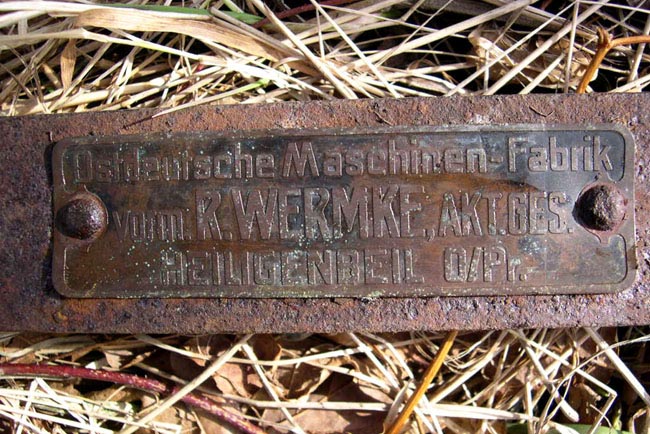 Ostdeutsche Maschinen-Fabrik
Vorm. R. WERMKE, AKT. GES.
HEILIGENBEIL O/Pr.